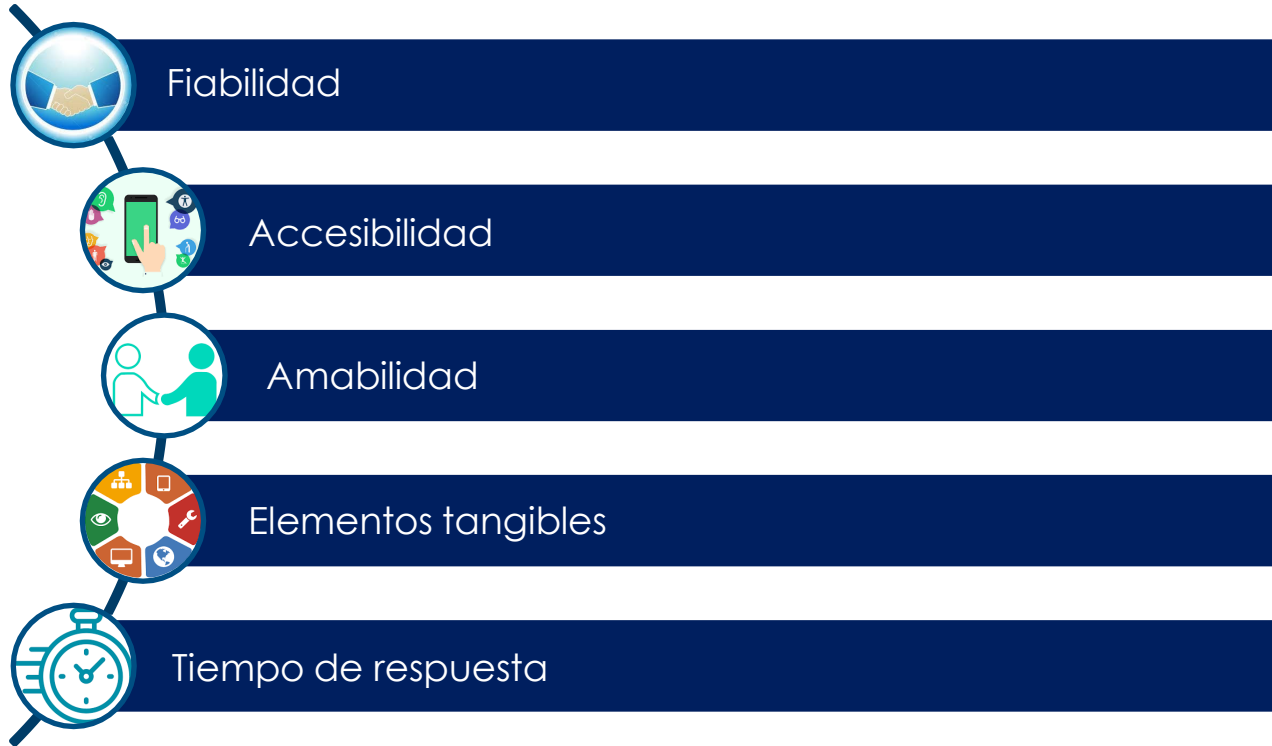 Fiabilidad
Accesibilidad
Amabilidad
Elementos tangibles
Tiempo de respuesta